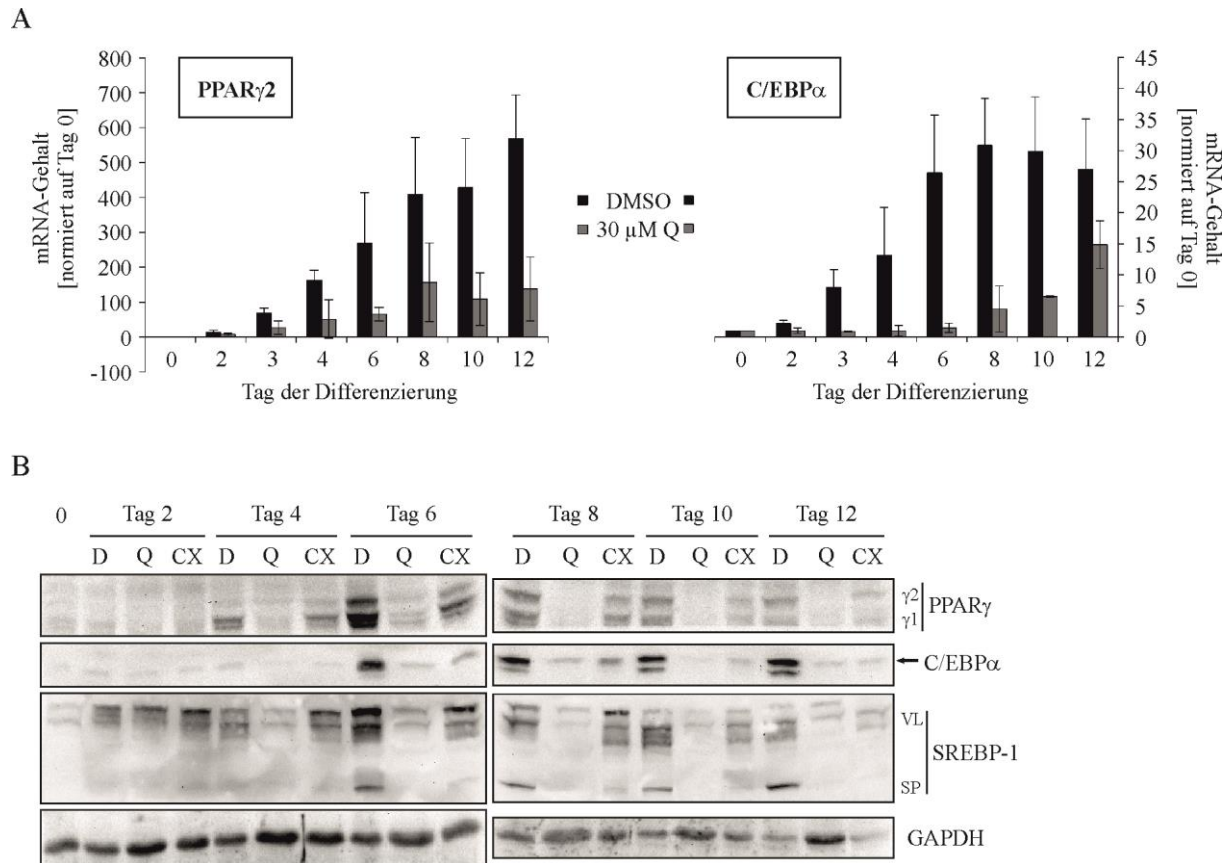 A
PPARγ2
800
700
600
500
400
300
200
100
0
-100
mRNA-Gehalt
[normiert auf Tag 0]
0 2 3 4 6 8 10 12
Tag der Differenzierung
DMSO
30 µM Q
C/EBPα
45
40
35
30
25
20
15
10
5
0
mRNA-Gehalt
[normiert auf Tag 0]
0 2 3 4 6 8 10 12
Tag der Differenzierung
B
0 Tag 2 Tag 4 Tag 6 Tag 8 Tag 10 Tag 12
D Q CX D Q CX D Q CX D Q CX D Q CX D Q CX
γ2
γ1
PPARγ
C/EBPα
VL
SP
SREBP-1
GAPDH